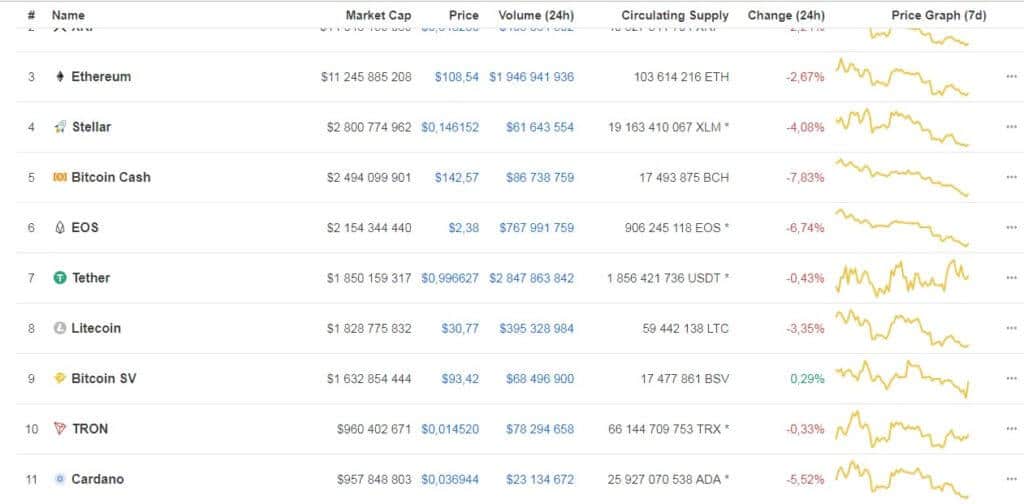 # Name Market Cap Price Volume (24h) Circulating Supply Change (24h) Price Graph (7d)
3 Ethereum $11 245 885 208 $108,54 $1 946 941 936 103 614 216 ETH -2,67%
4 Stellar $2 800 774 962 $0,146152 $61 643 554 19 163 410 067 XLM * -4,08%
5 Bitcoin Cash $2 494 099 901 $142,57 $86 738 759 17 493 875 BCH -7,83%
6 EOS $2 154 344 440 $2,38 $767 991 759 906 245 118 EOS * -6,74%
7 Tether $1 850 159 317 $0,996627 $2 847 863 842 1 856 421 736 USDT * -0,43%
8 Litecoin $1 828 775 832 $30,77 $395 328 984 59 442 138 LTC -3,35%
9 Bitcoin SV $1 632 854 444 $93,42 $68 496 900 17 477 861 BSV 0,29%
10 TRON $960 402 671 $0,014520 $78 294 658 66 144 709 753 TRX * -0,33%
11 Cardano $957 848 803 $0,036944 $23 134 672 25 927 070 538 ADA * -5,52%